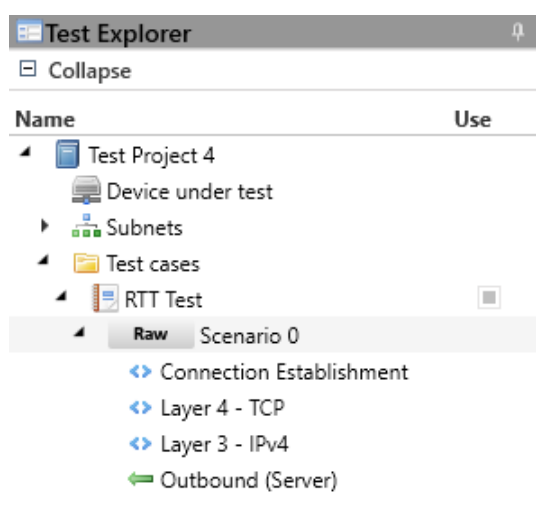 Test Explorer
Collapse
Name Use
Test Project 4
Device under test
Subnets
Test cases
RTT Test
Raw Scenario 0
Connection Establishment
Layer 4 - TCP
Layer 3 - IPv4
Outbound (Server)